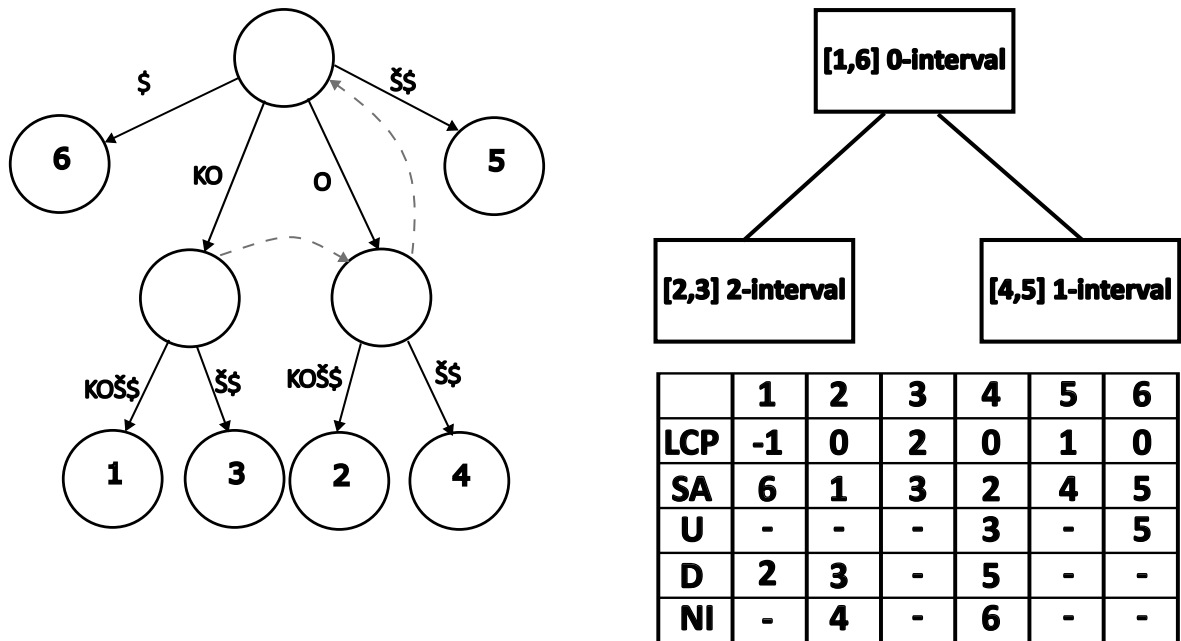 $
Š$
6
5
KO
O
KOŠ$
Š$
KOŠ$
Š$
1
3
2
4
[1,6] 0-interval
[2,3] 2-interval
[4,5] 1-interval
1 2 3 4 5 6
LCP -1 0 2 0 1 0
SA 6 1 3 2 4 5
U - - - 3 - 5
D 2 3 - 5 - -
NI - 4 - 6 - -